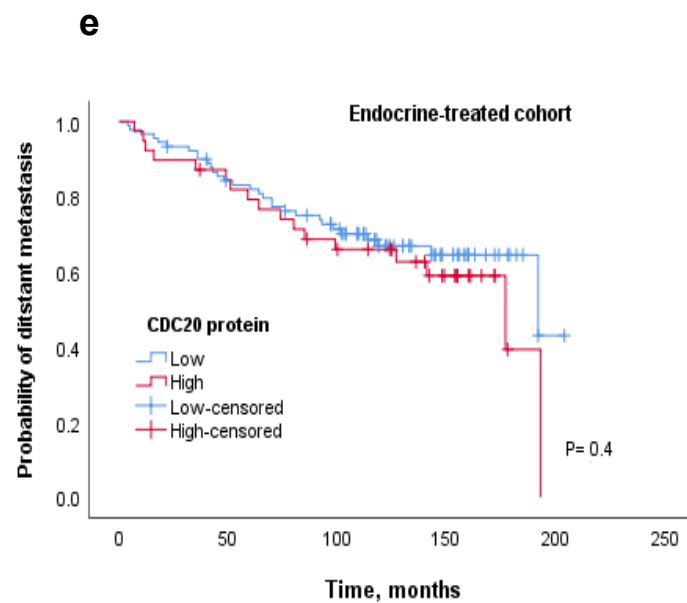 e
Endocrine-treated cohort
Probability of ditstant metastasis
1.0
0.8
0.6
0.4
0.2
0.0
CDC20 protein
Low
High
Low-censored
High-censored
P= 0.4
0 50 100 150 200 250
Time, months